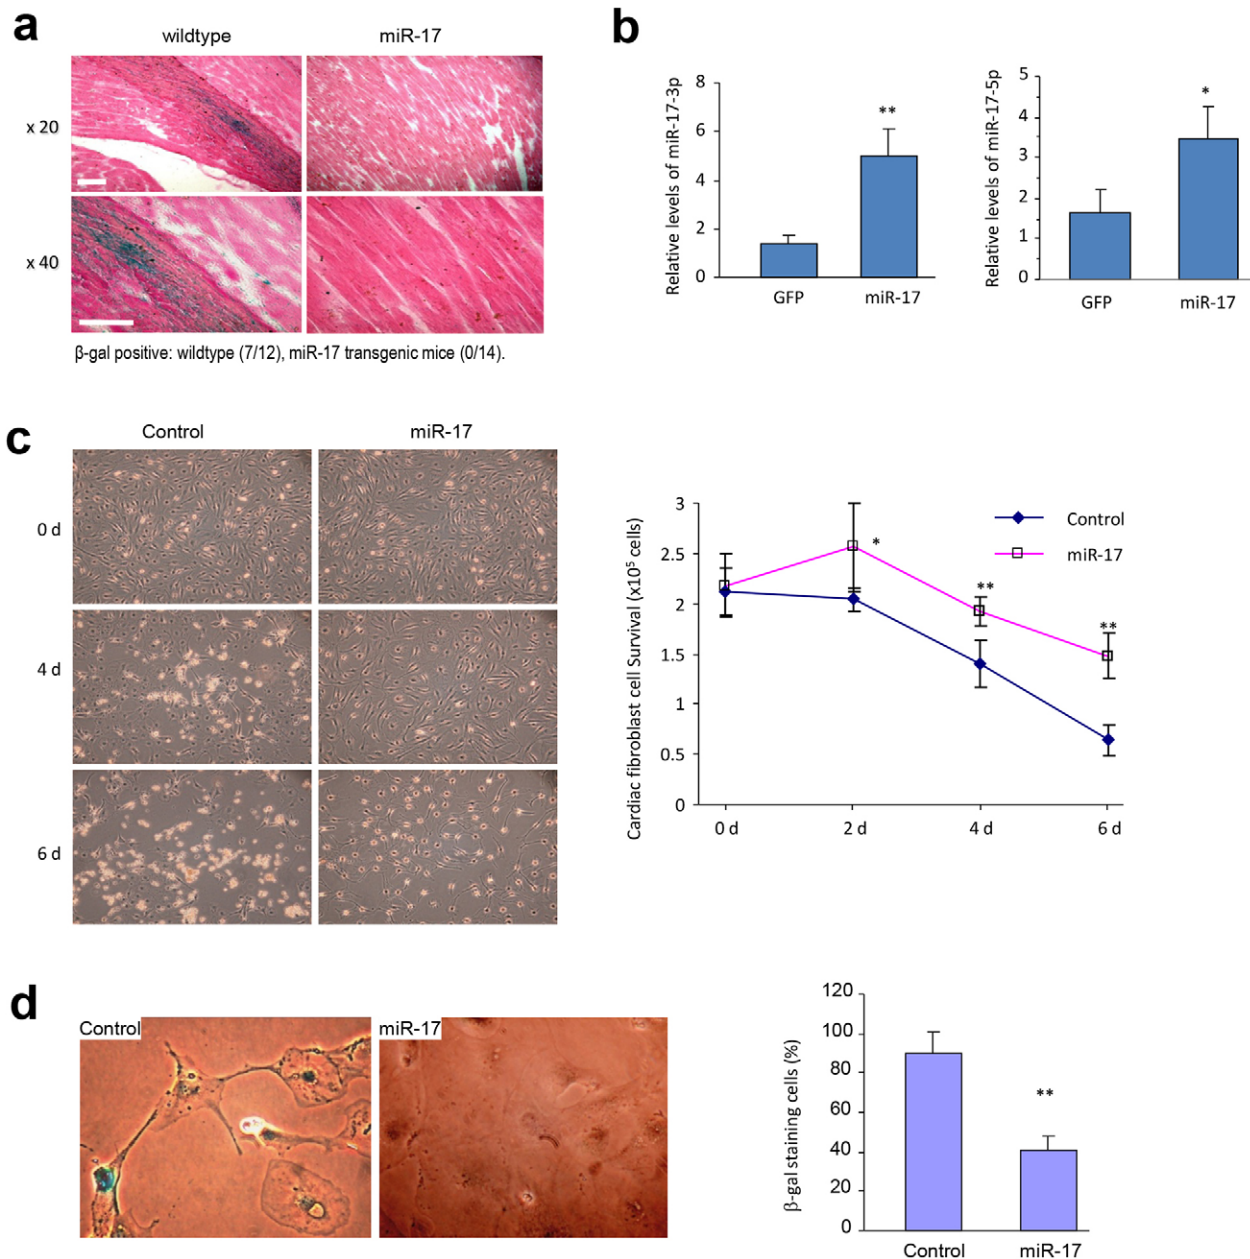 a
wildtype miR-17
x 20
x 40
β-gal positive: wildtype (7/12), miR-17 transgenic mice (0/14).
b
Relative levels of miR-17-3p
8
6
4
2
0
**
GFP miR-17
Relative levels of miR-17-5p
5
4
3
2
1
0
*
GFP miR-17
c
Control miR-17
0 d
4 d
6 d
Cardiac fibroblast cell Survival (x10⁵ cells)
3
2.5
2
1.5
1
0.5
0
Control
miR-17
*
**
**
0 d 2 d 4 d 6 d
d
Control
miR-17
β-gal staining cells (%)
120
100
80
60
40
20
0
**
Control miR-17